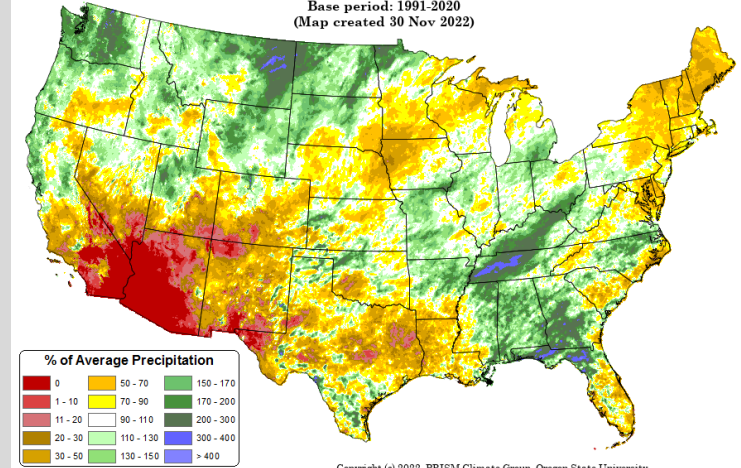 Base period: 1991-2020
(Map created 30 Nov 2022)
% of Average Precipitation
0
50 - 70
150 - 170
1 - 10
70 - 90
170 - 200
11 - 20
90 - 110
200 - 300
20 - 30
110 - 130
300 - 400
30 - 50
130 - 150
> 400
Copyright (c) 2022, PRISM Climate Group, Oregon State University